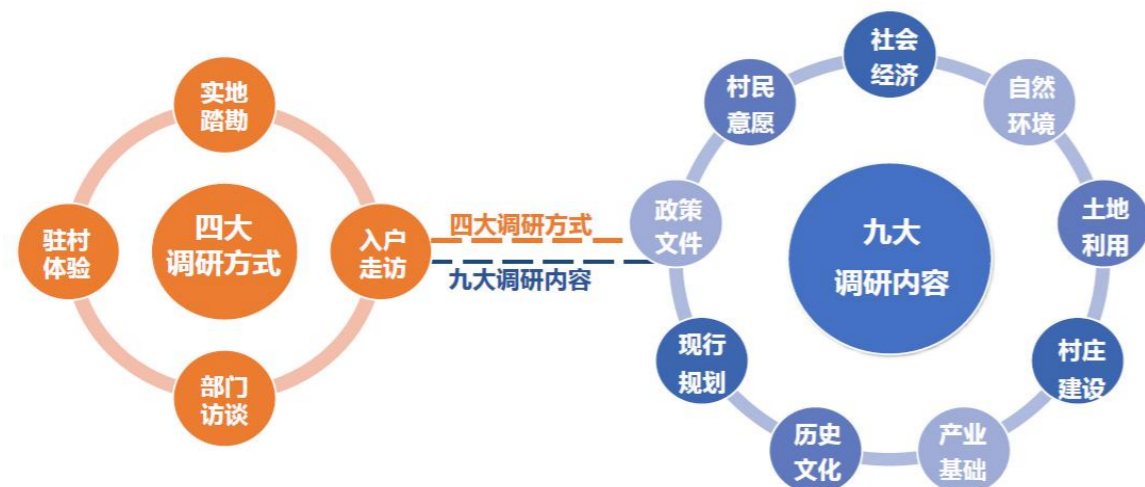 实地
踏勘
四大
调研方式
驻村
体验
入户
走访
部门
访谈
四大调研方式
九大调研内容
九大
调研内容
社会
经济
自然
环境
土地
利用
村庄
建设
产业
基础
历史
文化
现行
规划
政策
文件
村民
意愿